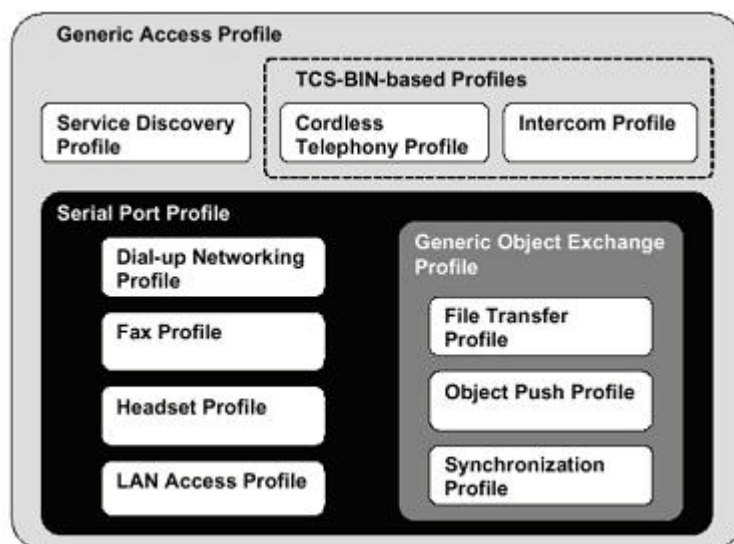 Generic Access Profile
TCS-BIN-based Profiles
Service Discovery
Profile
Cordless
Telephony Profile
Intercom Profile
Serial Port Profile
Dial-up Networking
Profile
Fax Profile
Headset Profile
LAN Access Profile
Generic Object Exchange
Profile
File Transfer
Profile
Object Push Profile
Synchronization
Profile